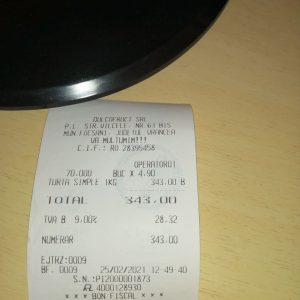 DULCOFRUCT SRL
P.L. STR.VILCELE, NR 61 BIS
MUN.FOCSANI, JUDETUL VRANCEA
VA MULTUMIM!!!
C.I.F.: RO 28395458
OPERATOR01
70.000 BUC X 4.90
TURTA SIMPLE 1KG 343.00 B
TOTAL 343.00
TVA B 9.00% 28.32
NUMERAR 343.00
EJTRZ:0009
BF. 0009 25/02/2021 12:49:40
S.N.:P12000001873
4000128930
*** BON FISCAL ***